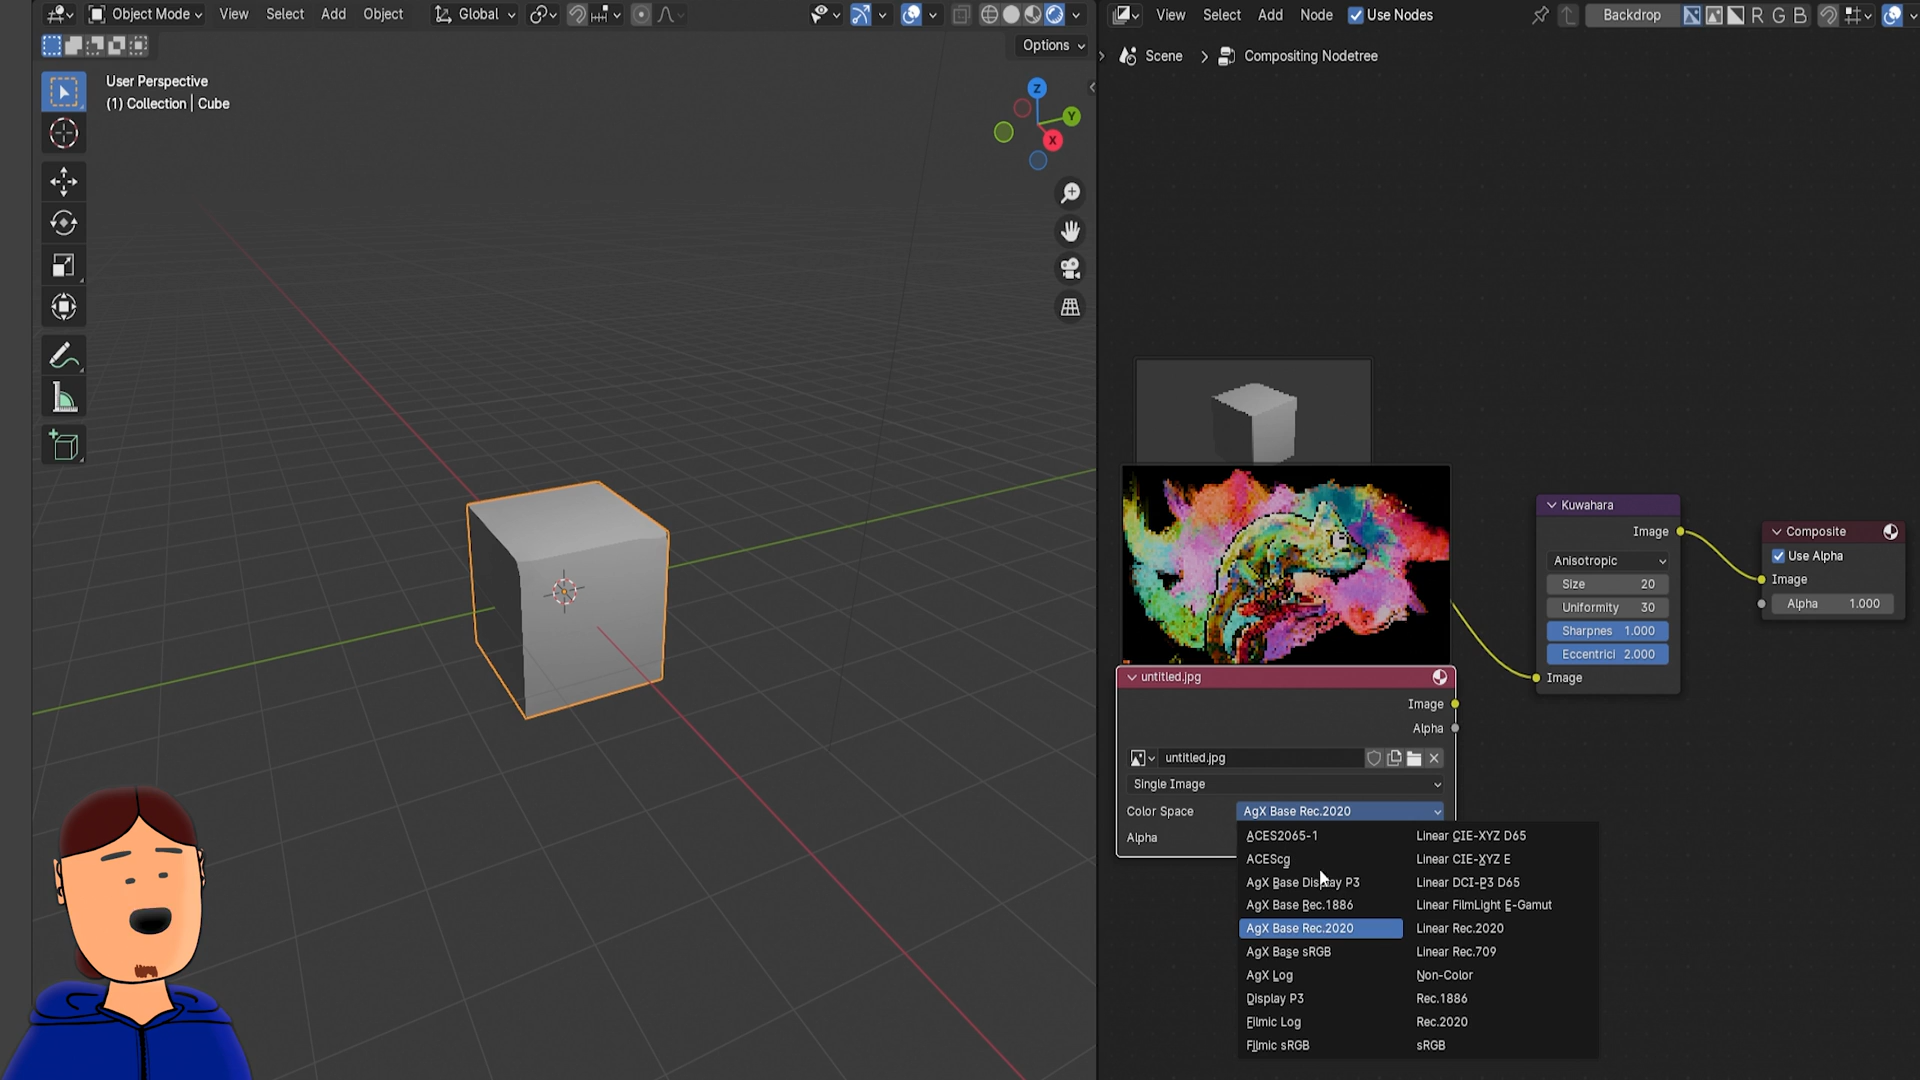 Object Mode View Select Add Object Global
Options
User Perspective
(1) Collection | Cube
Z
Y
X
View Select Add Node Use Nodes Backdrop R G B
Scene > Compositing Nodetree
Kuwahara
Image
Anisotropic
Size 20
Uniformity 30
Sharpnes 1.000
Eccentrici 2.000
Image
Composite
Use Alpha
Image
Alpha 1.000
untitled.jpg
Image
Alpha
untitled.jpg
Single Image
Color Space AgX Base Rec.2020
Alpha
ACES2065-1
ACEScg
AgX Base Display P3
AgX Base Rec.1886
AgX Base Rec.2020
AgX Base sRGB
AgX Log
Display P3
Filmic Log
Filmic sRGB
Linear CIE-XYZ D65
Linear CIE-XYZ E
Linear DCI-P3 D65
Linear FilmLight E-Gamut
Linear Rec.2020
Linear Rec.709
Non-Color
Rec.1886
Rec.2020
sRGB